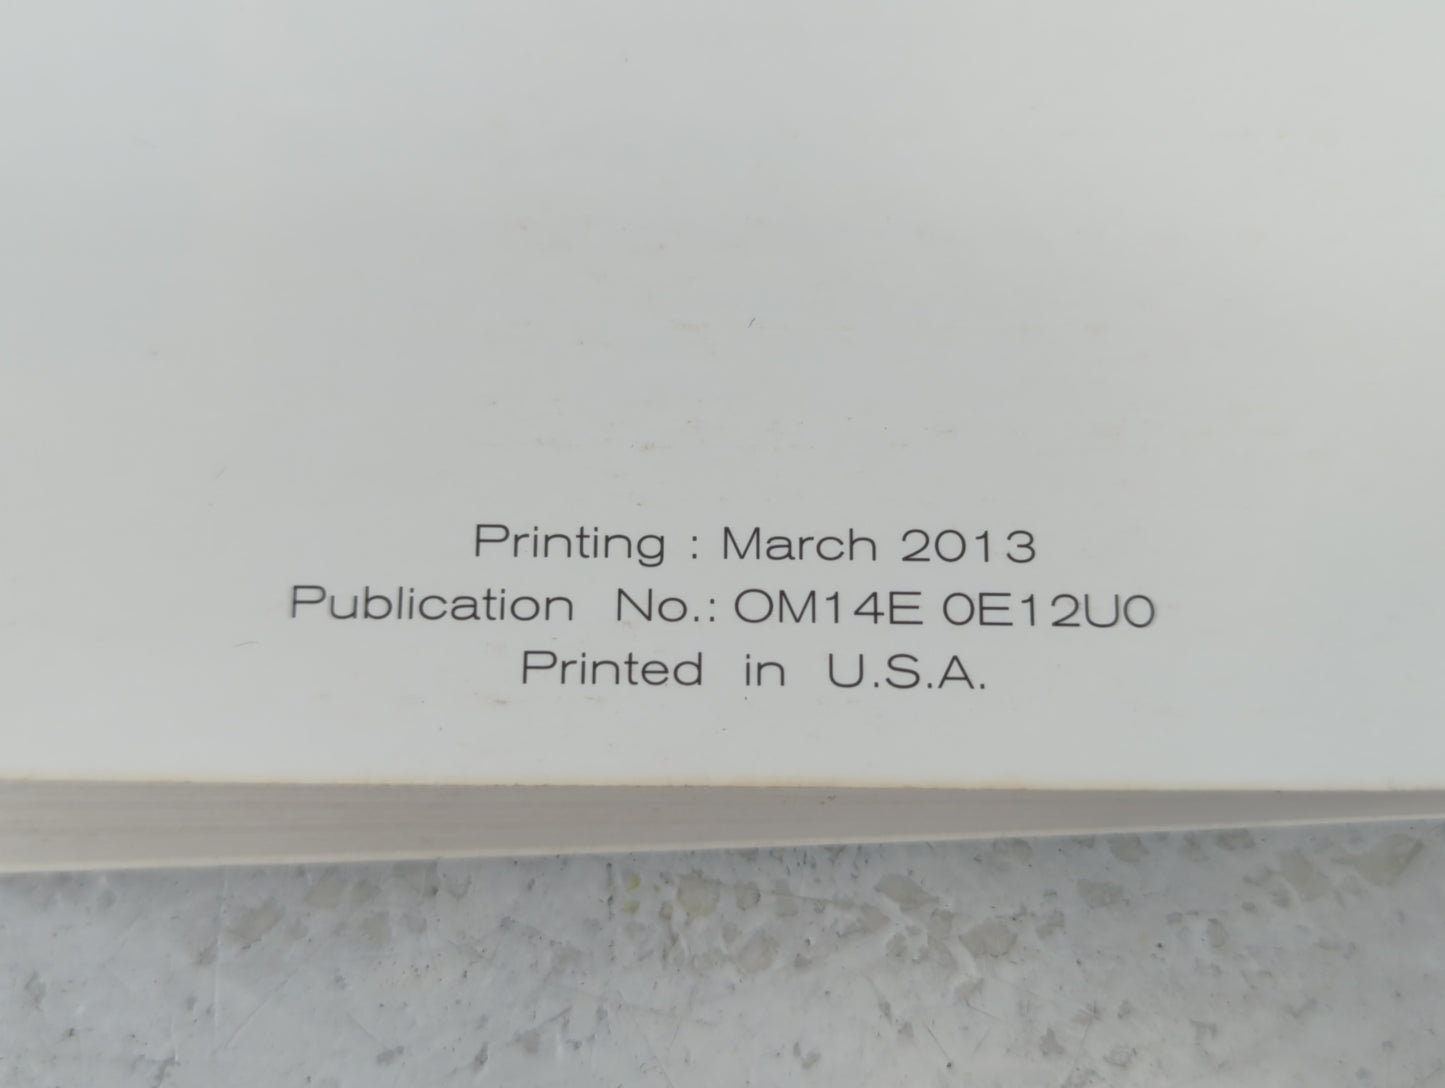 Printing : March 2013
Publication No.: OM14E 0E12U0
Printed in U.S.A.